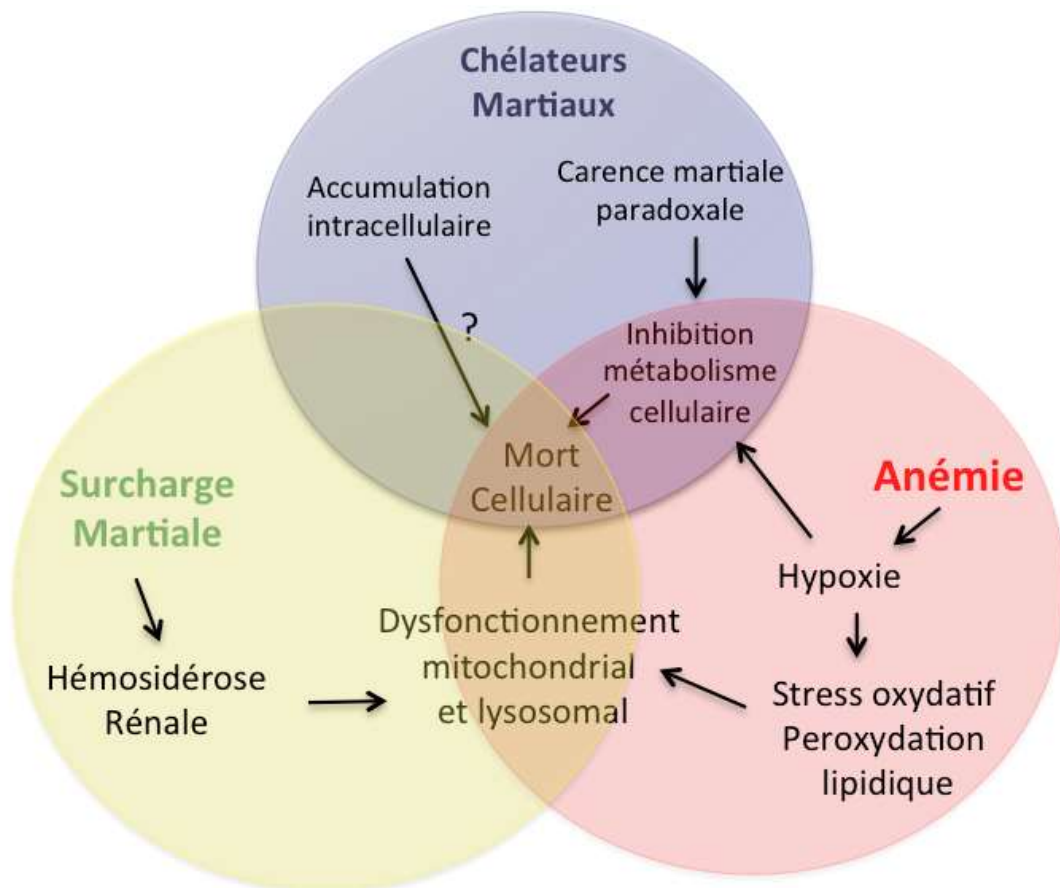 Chélateurs
Martiaux
Accumulation
intracellulaire
Carence martiale
paradoxale
?
Inhibition
métabolisme
cellulaire
Mort
Cellulaire
Surcharge
Martiale
Anémie
Hypoxie
Dysfonctionnement
mitochondrial
et lysosomal
Hémosidérose
Rénale
Stress oxydatif
Peroxydation
lipidique